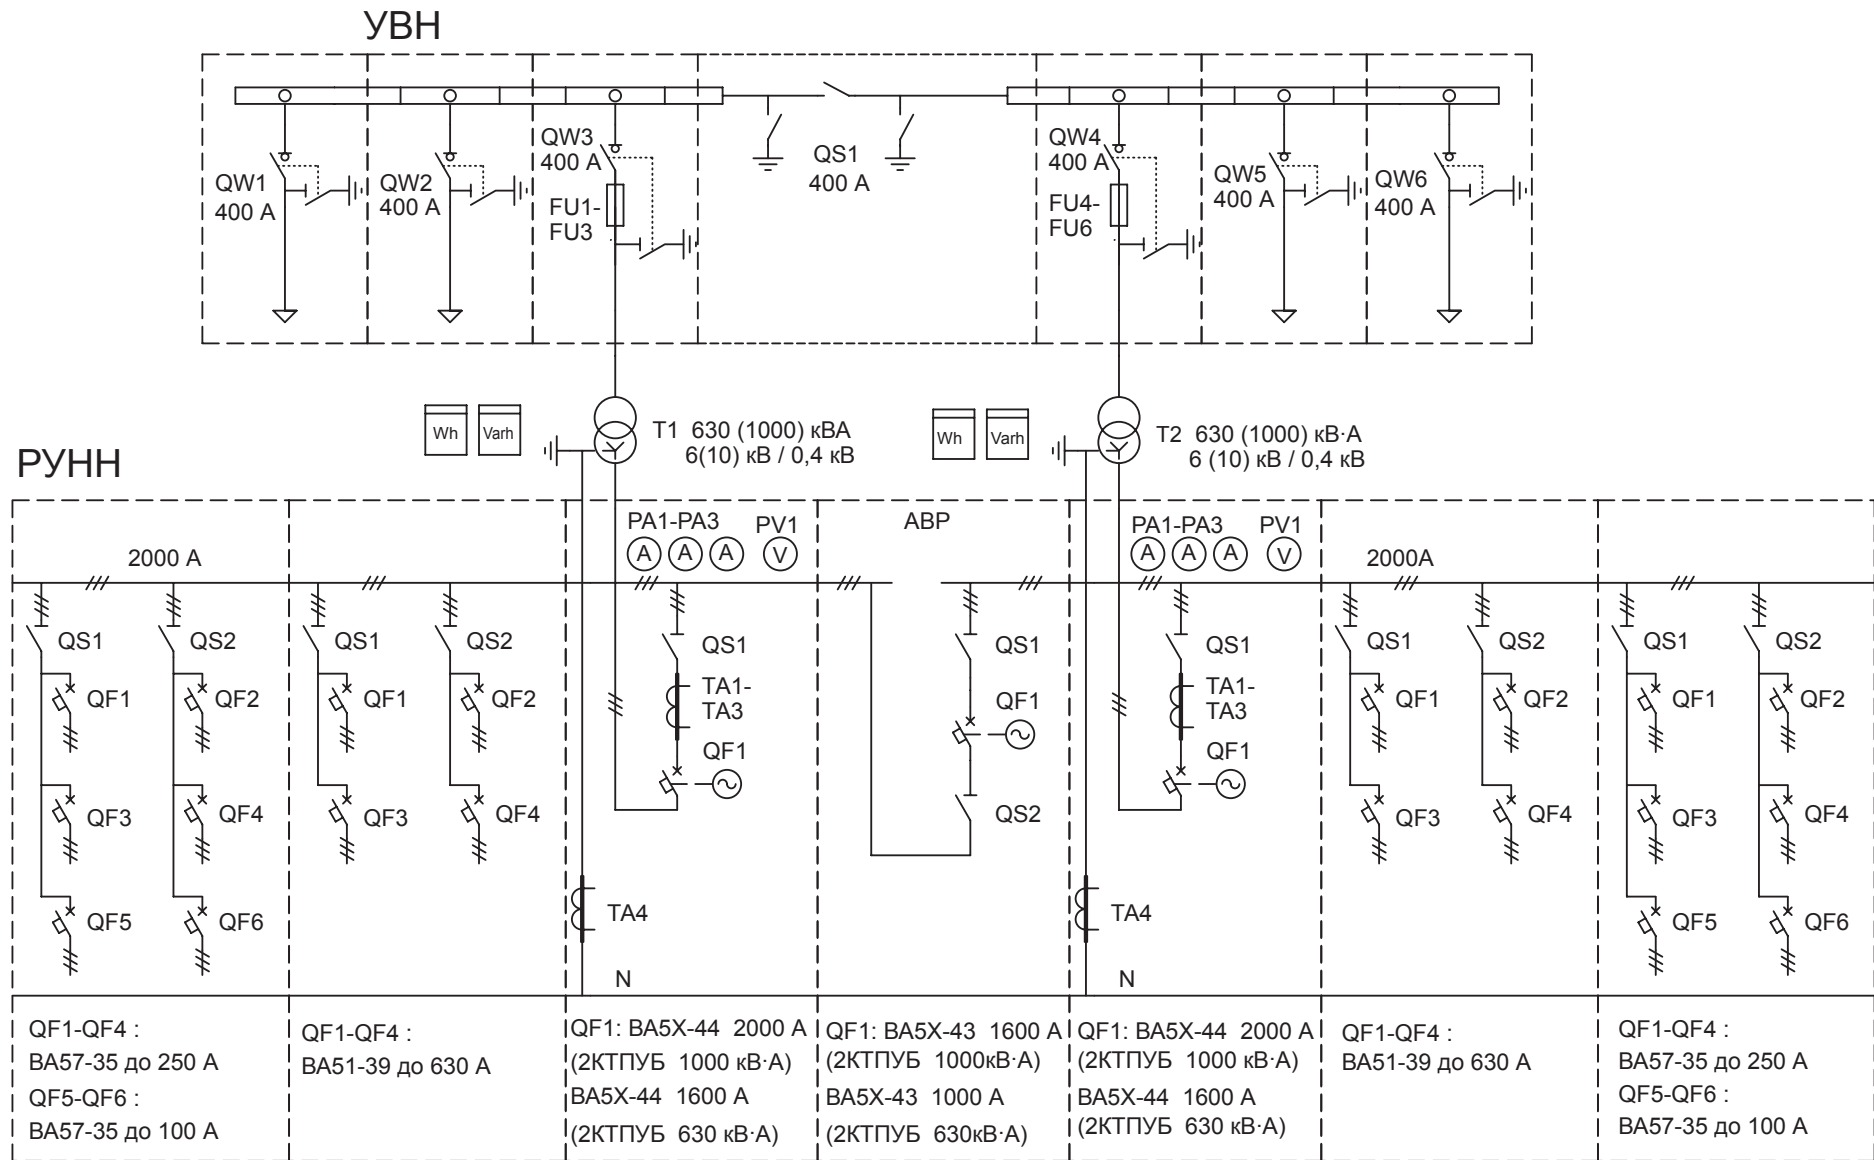 УВН
QW1
400 А
QW2
400 А
QW3
400 А
FU1-
FU3
QS1
400 А
QW4
400 А
FU4-
FU6
QW5
400 А
QW6
400 А
Wh
Varh
T1 630 (1000) кВА
6(10) кВ / 0,4 кВ
Wh
Varh
T2 630 (1000) кВ·А
6 (10) кВ / 0,4 кВ
РУНН
2000 А
PA1-PA3
PV1
A
A
A
V
АВР
PA1-PA3
PV1
A
A
A
V
2000А
QS1
QS2
QS1
QS2
QS1
QS1
QS1
QS1
QS2
QS1
QS2
QF1
QF2
QF1
QF2
TA1-
TA3
QF1
TA1-
TA3
QF1
QF2
QF1
QF2
QF1
QF1
QF3
QF4
QF3
QF4
QS2
QF3
QF4
QF3
QF4
QF5
QF6
TA4
TA4
QF5
QF6
N
N
QF1-QF4 :
ВА57-35 до 250 А
QF5-QF6 :
ВА57-35 до 100 А
QF1-QF4 :
ВА51-39 до 630 А
QF1: ВА5Х-44 2000 А
(2КТПУБ 1000 кВ·А)
ВА5Х-44 1600 А
(2КТПУБ 630 кВ·А)
QF1: ВА5Х-43 1600 А
(2КТПУБ 1000кВ·А)
ВА5Х-43 1000 А
(2КТПУБ 630кВ·А)
QF1: ВА5Х-44 2000 А
(2КТПУБ 1000 кВ·А)
ВА5Х-44 1600 А
(2КТПУБ 630 кВ·А)
QF1-QF4 :
ВА51-39 до 630 А
QF1-QF4 :
ВА57-35 до 250 А
QF5-QF6 :
ВА57-35 до 100 А